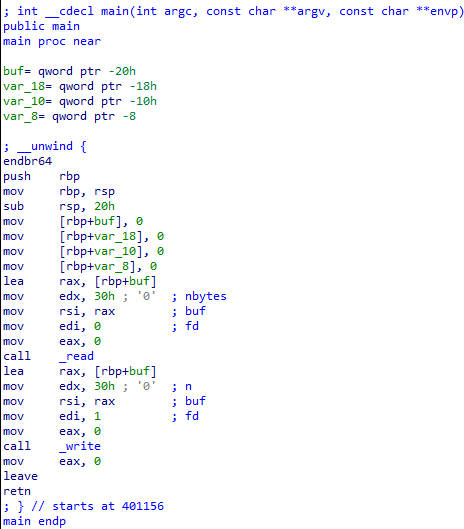 ; int __cdecl main(int argc, const char **argv, const char **envp)
public main
main proc near
buf= qword ptr -20h
var_18= qword ptr -18h
var_10= qword ptr -10h
var_8= qword ptr -8
; __unwind {
endbr64
push    rbp
mov     rbp, rsp
sub     rsp, 20h
mov     [rbp+buf], 0
mov     [rbp+var_18], 0
mov     [rbp+var_10], 0
mov     [rbp+var_8], 0
lea     rax, [rbp+buf]
mov     edx, 30h ; '0'  ; nbytes
mov     rsi, rax        ; buf
mov     edi, 0          ; fd
mov     eax, 0
call    _read
lea     rax, [rbp+buf]
mov     edx, 30h ; '0'  ; n
mov     rsi, rax        ; buf
mov     edi, 1          ; fd
mov     eax, 0
call    _write
mov     eax, 0
leave
retn
; } // starts at 401156
main endp